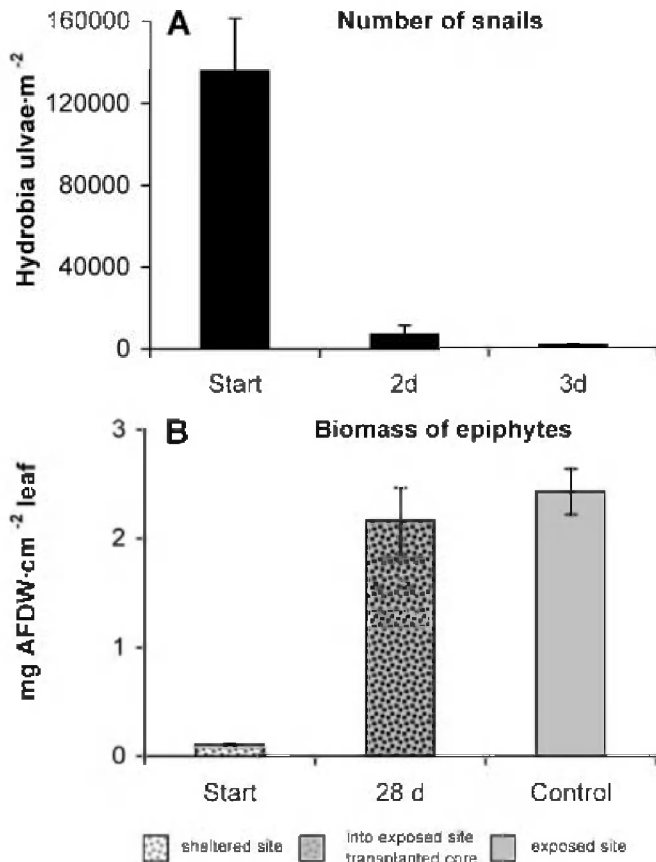 A Number of snails
Hydrobia ulvae·m⁻²
160000
120000
80000
40000
0
Start 2d 3d
B Biomass of epiphytes
mg AFDW·cm⁻² leaf
3
2
1
0
Start 28 d Control
sheltered site
into exposed site
transplanted core
exposed site